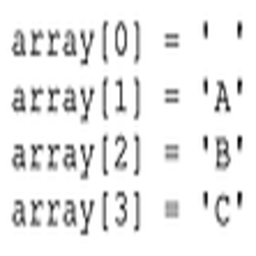 array[0] = ' '
array[1] = 'A'
array[2] = 'B'
array[3] = 'C'